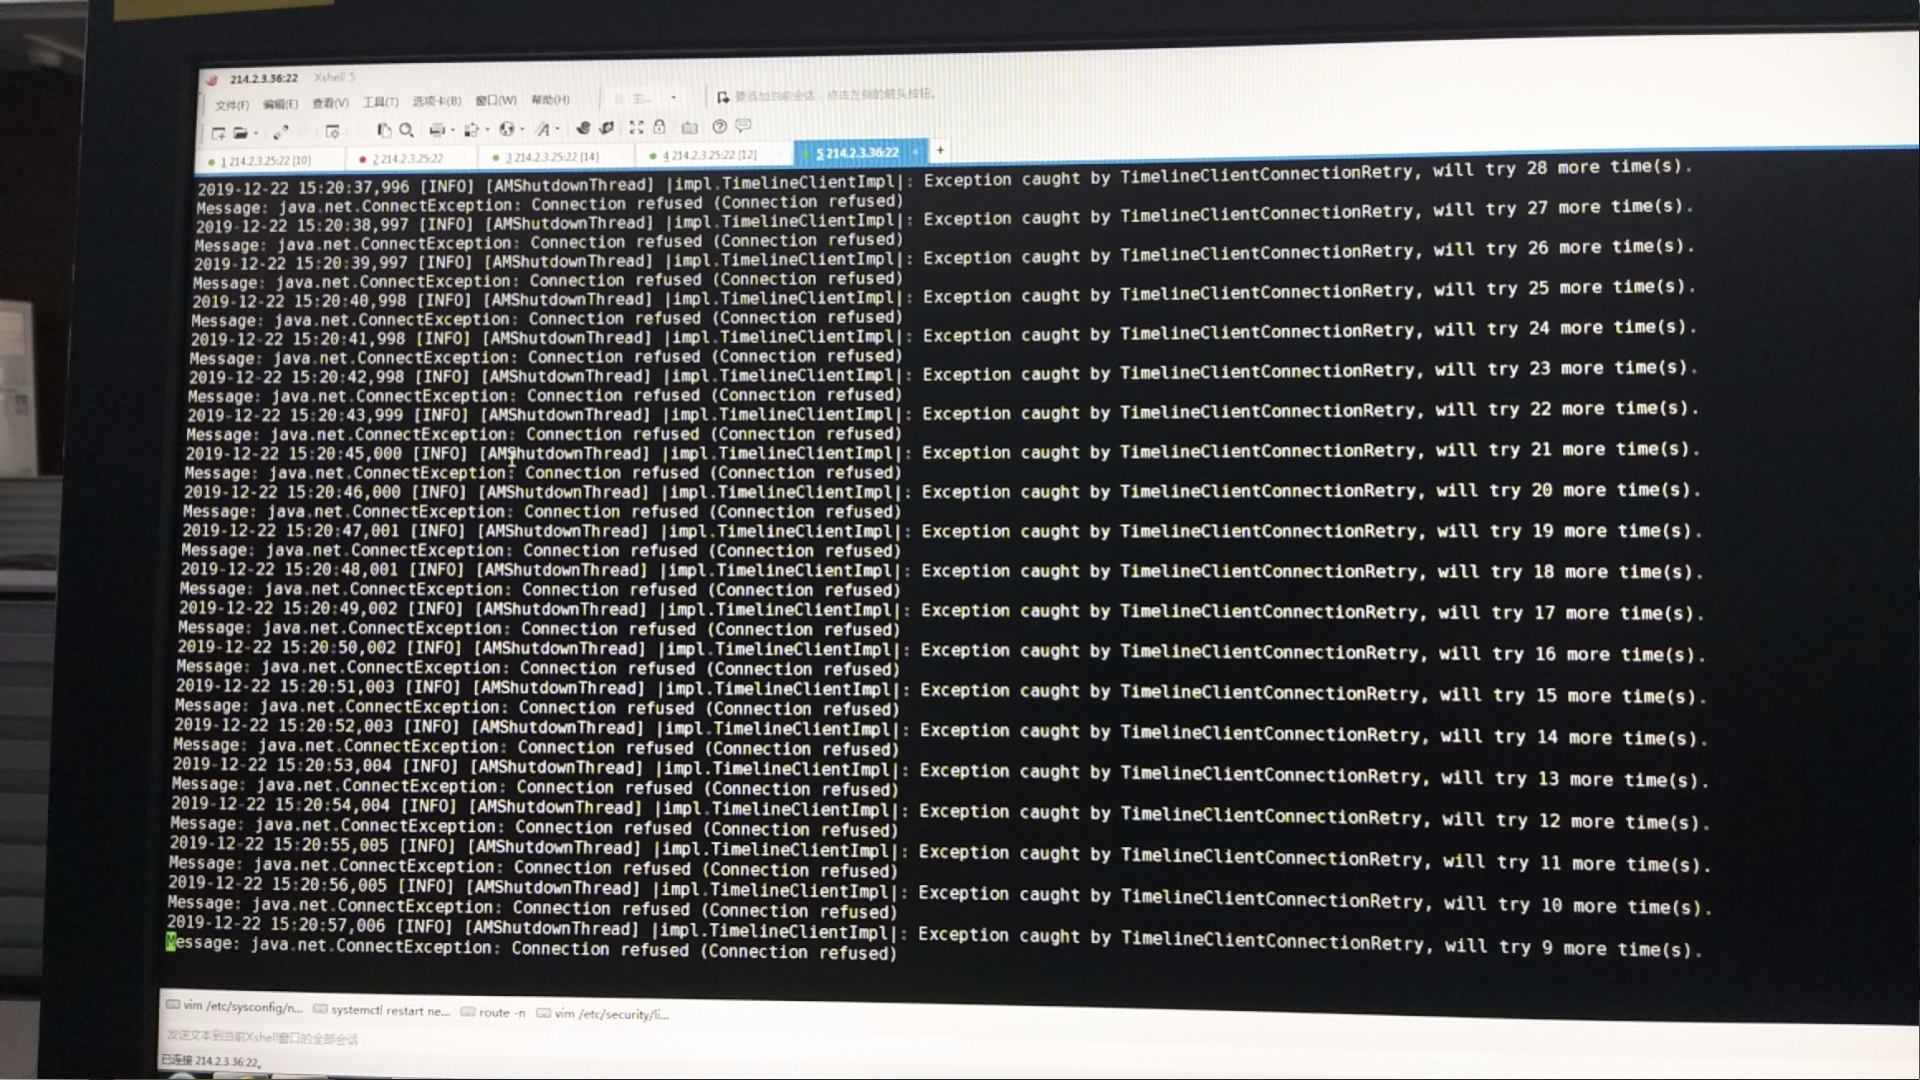 214.2.3.36:22 Xshell 5
文件(F) 编辑(E) 查看(V) 工具(T) 选项卡(B) 窗口(W) 帮助(H) 主... 要添加当前会话，点击左侧的箭头按钮。
1 214.2.3.25:22 [10] 2 214.2.3.25:22 3 214.2.3.25:22 [14] 4 214.2.3.25:22 [12] 5 214.2.3.36:22 × +
2019-12-22 15:20:37,996 [INFO] [AMShutdownThread] |impl.TimelineClientImpl|: Exception caught by TimelineClientConnectionRetry, will try 28 more time(s).
Message: java.net.ConnectException: Connection refused (Connection refused)
2019-12-22 15:20:38,997 [INFO] [AMShutdownThread] |impl.TimelineClientImpl|: Exception caught by TimelineClientConnectionRetry, will try 27 more time(s).
Message: java.net.ConnectException: Connection refused (Connection refused)
2019-12-22 15:20:39,997 [INFO] [AMShutdownThread] |impl.TimelineClientImpl|: Exception caught by TimelineClientConnectionRetry, will try 26 more time(s).
Message: java.net.ConnectException: Connection refused (Connection refused)
2019-12-22 15:20:40,998 [INFO] [AMShutdownThread] |impl.TimelineClientImpl|: Exception caught by TimelineClientConnectionRetry, will try 25 more time(s).
Message: java.net.ConnectException: Connection refused (Connection refused)
2019-12-22 15:20:41,998 [INFO] [AMShutdownThread] |impl.TimelineClientImpl|: Exception caught by TimelineClientConnectionRetry, will try 24 more time(s).
Message: java.net.ConnectException: Connection refused (Connection refused)
2019-12-22 15:20:42,998 [INFO] [AMShutdownThread] |impl.TimelineClientImpl|: Exception caught by TimelineClientConnectionRetry, will try 23 more time(s).
Message: java.net.ConnectException: Connection refused (Connection refused)
2019-12-22 15:20:43,999 [INFO] [AMShutdownThread] |impl.TimelineClientImpl|: Exception caught by TimelineClientConnectionRetry, will try 22 more time(s).
Message: java.net.ConnectException: Connection refused (Connection refused)
2019-12-22 15:20:45,000 [INFO] [AMShutdownThread] |impl.TimelineClientImpl|: Exception caught by TimelineClientConnectionRetry, will try 21 more time(s).
Message: java.net.ConnectException: Connection refused (Connection refused)
2019-12-22 15:20:46,000 [INFO] [AMShutdownThread] |impl.TimelineClientImpl|: Exception caught by TimelineClientConnectionRetry, will try 20 more time(s).
Message: java.net.ConnectException: Connection refused (Connection refused)
2019-12-22 15:20:47,001 [INFO] [AMShutdownThread] |impl.TimelineClientImpl|: Exception caught by TimelineClientConnectionRetry, will try 19 more time(s).
Message: java.net.ConnectException: Connection refused (Connection refused)
2019-12-22 15:20:48,001 [INFO] [AMShutdownThread] |impl.TimelineClientImpl|: Exception caught by TimelineClientConnectionRetry, will try 18 more time(s).
Message: java.net.ConnectException: Connection refused (Connection refused)
2019-12-22 15:20:49,002 [INFO] [AMShutdownThread] |impl.TimelineClientImpl|: Exception caught by TimelineClientConnectionRetry, will try 17 more time(s).
Message: java.net.ConnectException: Connection refused (Connection refused)
2019-12-22 15:20:50,002 [INFO] [AMShutdownThread] |impl.TimelineClientImpl|: Exception caught by TimelineClientConnectionRetry, will try 16 more time(s).
Message: java.net.ConnectException: Connection refused (Connection refused)
2019-12-22 15:20:51,003 [INFO] [AMShutdownThread] |impl.TimelineClientImpl|: Exception caught by TimelineClientConnectionRetry, will try 15 more time(s).
Message: java.net.ConnectException: Connection refused (Connection refused)
2019-12-22 15:20:52,003 [INFO] [AMShutdownThread] |impl.TimelineClientImpl|: Exception caught by TimelineClientConnectionRetry, will try 14 more time(s).
Message: java.net.ConnectException: Connection refused (Connection refused)
2019-12-22 15:20:53,004 [INFO] [AMShutdownThread] |impl.TimelineClientImpl|: Exception caught by TimelineClientConnectionRetry, will try 13 more time(s).
Message: java.net.ConnectException: Connection refused (Connection refused)
2019-12-22 15:20:54,004 [INFO] [AMShutdownThread] |impl.TimelineClientImpl|: Exception caught by TimelineClientConnectionRetry, will try 12 more time(s).
Message: java.net.ConnectException: Connection refused (Connection refused)
2019-12-22 15:20:55,005 [INFO] [AMShutdownThread] |impl.TimelineClientImpl|: Exception caught by TimelineClientConnectionRetry, will try 11 more time(s).
Message: java.net.ConnectException: Connection refused (Connection refused)
2019-12-22 15:20:56,005 [INFO] [AMShutdownThread] |impl.TimelineClientImpl|: Exception caught by TimelineClientConnectionRetry, will try 10 more time(s).
Message: java.net.ConnectException: Connection refused (Connection refused)
2019-12-22 15:20:57,006 [INFO] [AMShutdownThread] |impl.TimelineClientImpl|: Exception caught by TimelineClientConnectionRetry, will try 9 more time(s).
Message: java.net.ConnectException: Connection refused (Connection refused)
vim /etc/sysconfig/n... systemctl restart ne... route -n vim /etc/security/li...
发送文本到当前Xshell窗口的全部会话
已连接 214.2.3.36:22。